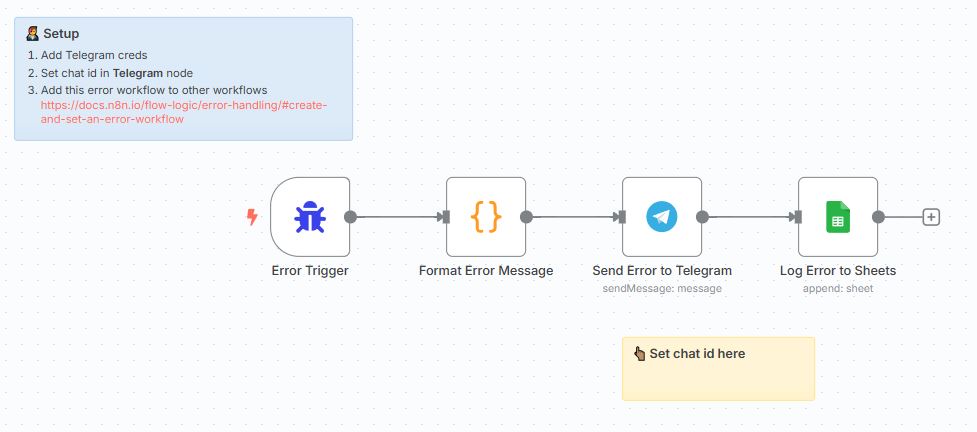 Setup
1. Add Telegram creds
2. Set chat id in Telegram node
3. Add this error workflow to other workflows
https://docs.n8n.io/flow-logic/error-handling/#create-
and-set-an-error-workflow
Error Trigger
Format Error Message
Send Error to Telegram
sendMessage: message
Log Error to Sheets
append: sheet
Set chat id here